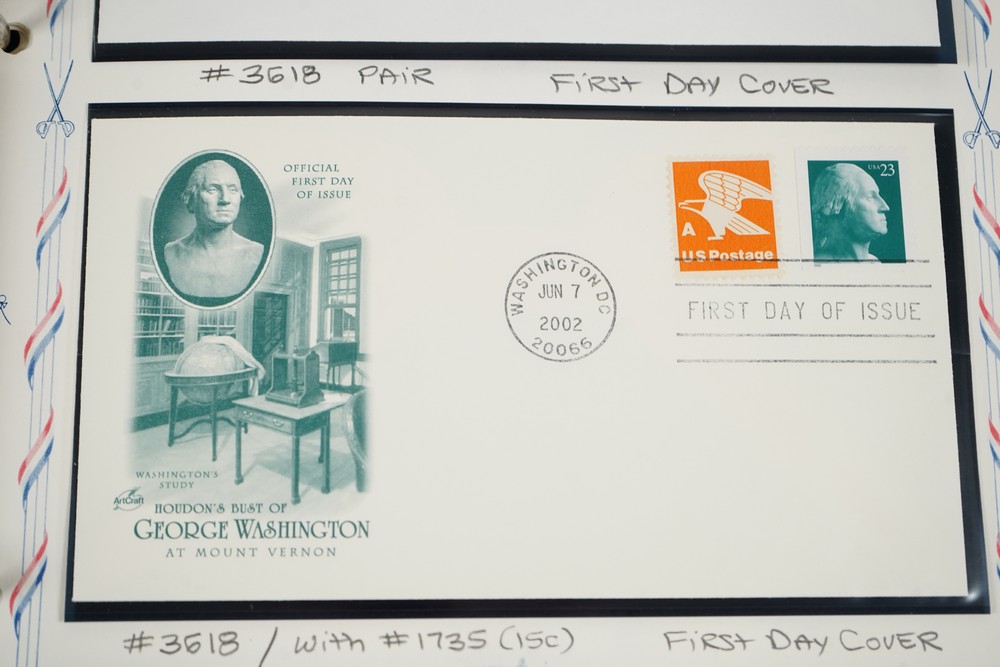 #3618 PAIR FIRST DAY COVER
OFFICIAL
FIRST DAY
OF ISSUE
A
U.S. Postage
USA 23
WASHINGTON DC
JUN 7
2002
20066
FIRST DAY OF ISSUE
WASHINGTON'S
STUDY
ArtCraft
HOUDON'S BUST OF
GEORGE WASHINGTON
AT MOUNT VERNON
#3618 / with #1735 (15c) FIRST DAY COVER